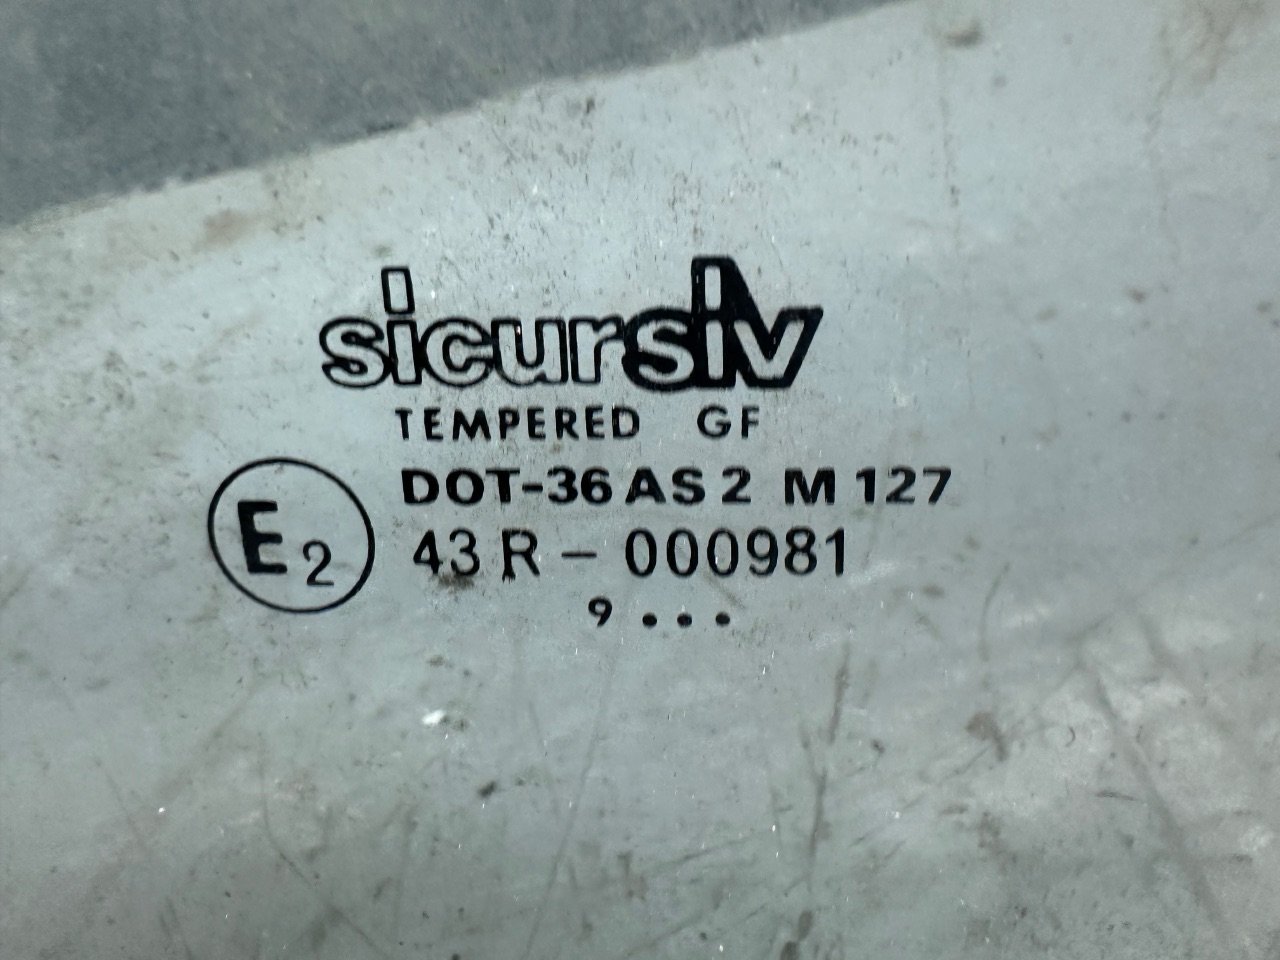 sicursiv
TEMPERED GF
DOT-36 AS 2 M 127
E2 43 R - 000981
9 . . .